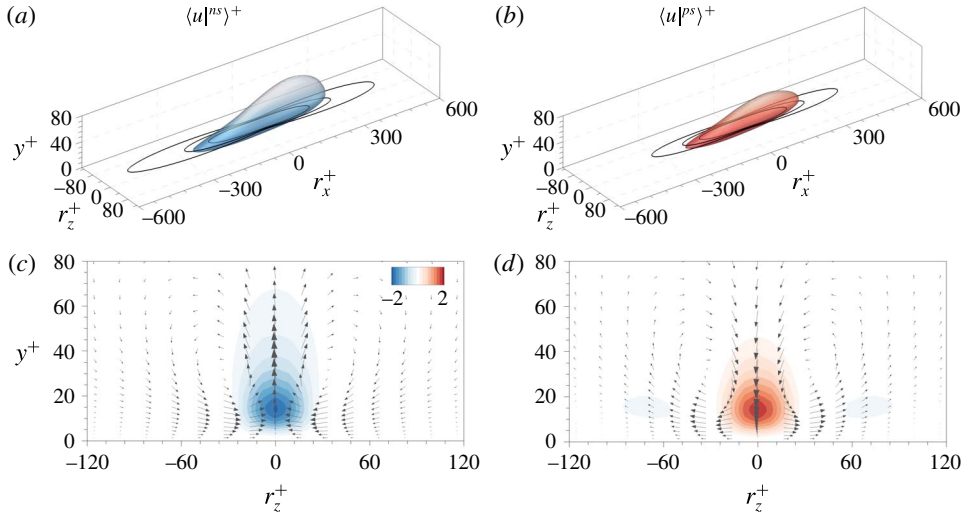 (a) ⟨u|ⁿˢ⟩⁺ (b) ⟨u|ᵖˢ⟩⁺
80 600 80 600
y⁺ 40 300 y⁺ 40 300
0 0 0 0
−80 rₓ⁺ −80 rₓ⁺
0 −300 0 −300
r_z⁺ 80 −600 r_z⁺ 80 −600
(c) 80 (d) 80
−2 2
60 60
y⁺ 40 40
20 20
0 0
−120 −60 0 60 120 −120 −60 0 60 120
r_z⁺ r_z⁺